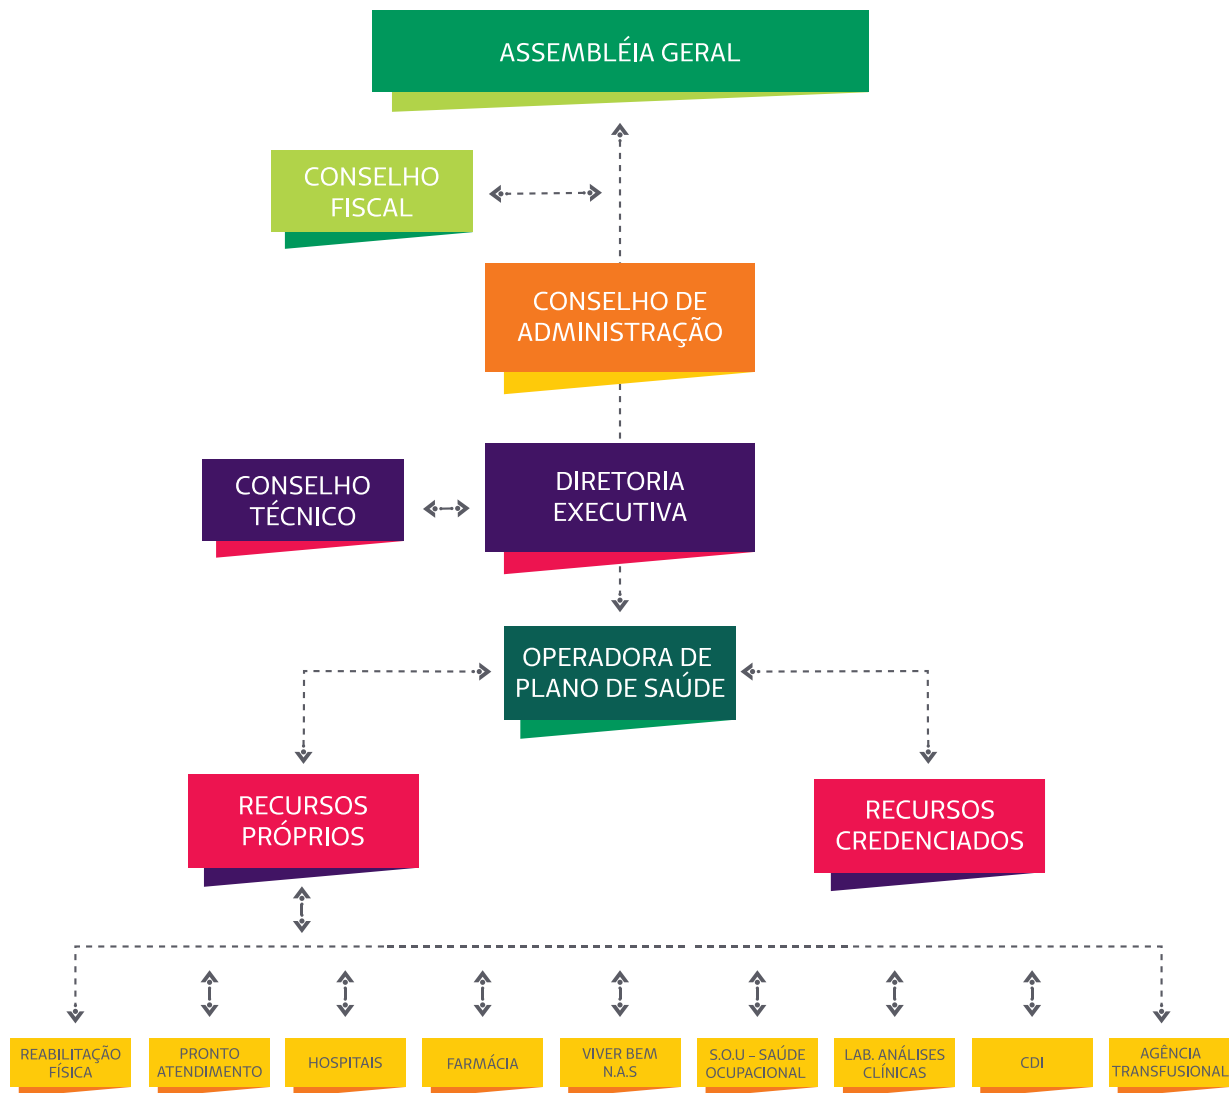 ASSEMBLÉIA GERAL
CONSELHO
FISCAL
CONSELHO DE
ADMINISTRAÇÃO
CONSELHO
TÉCNICO
DIRETORIA
EXECUTIVA
OPERADORA DE
PLANO DE SAÚDE
RECURSOS
PRÓPRIOS
RECURSOS
CREDENCIADOS
REABILITAÇÃO
FÍSICA
PRONTO
ATENDIMENTO
HOSPITAIS
FARMÁCIA
VIVER BEM
N.A.S
S.O.U – SAÚDE
OCUPACIONAL
LAB. ANÁLISES
CLÍNICAS
CDI
AGÊNCIA
TRANSFUSIONAL